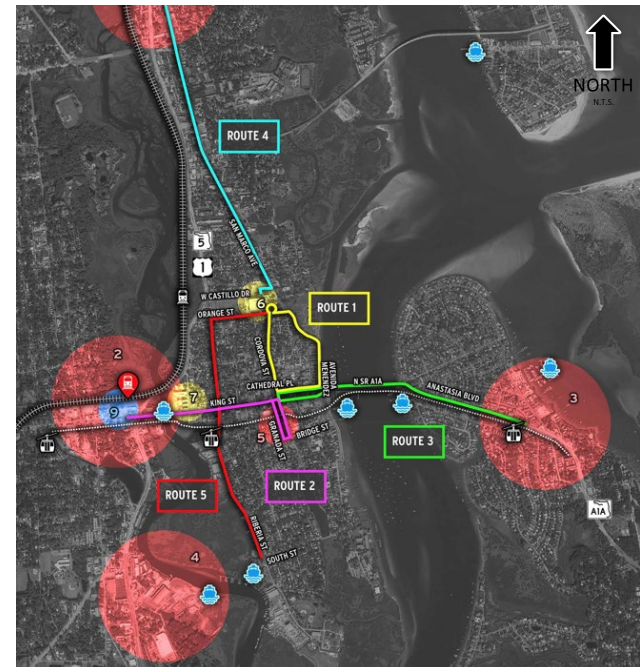 NORTH
N.T.S.
ROUTE 4
SAN MARCO AVE
5
1
W CASTILLO DR
6
ORANGE ST
ROUTE 1
CORDOVA ST
AVENIDA
MENENDEZ
2
CATHEDRAL PL
N SR A1A
ANASTASIA BLVD
3
7
KING ST
9
5
GRANADA ST
BRIDGE ST
ROUTE 3
ROUTE 2
ROUTE 5
A1A
RIBERIA ST
SOUTH ST
4